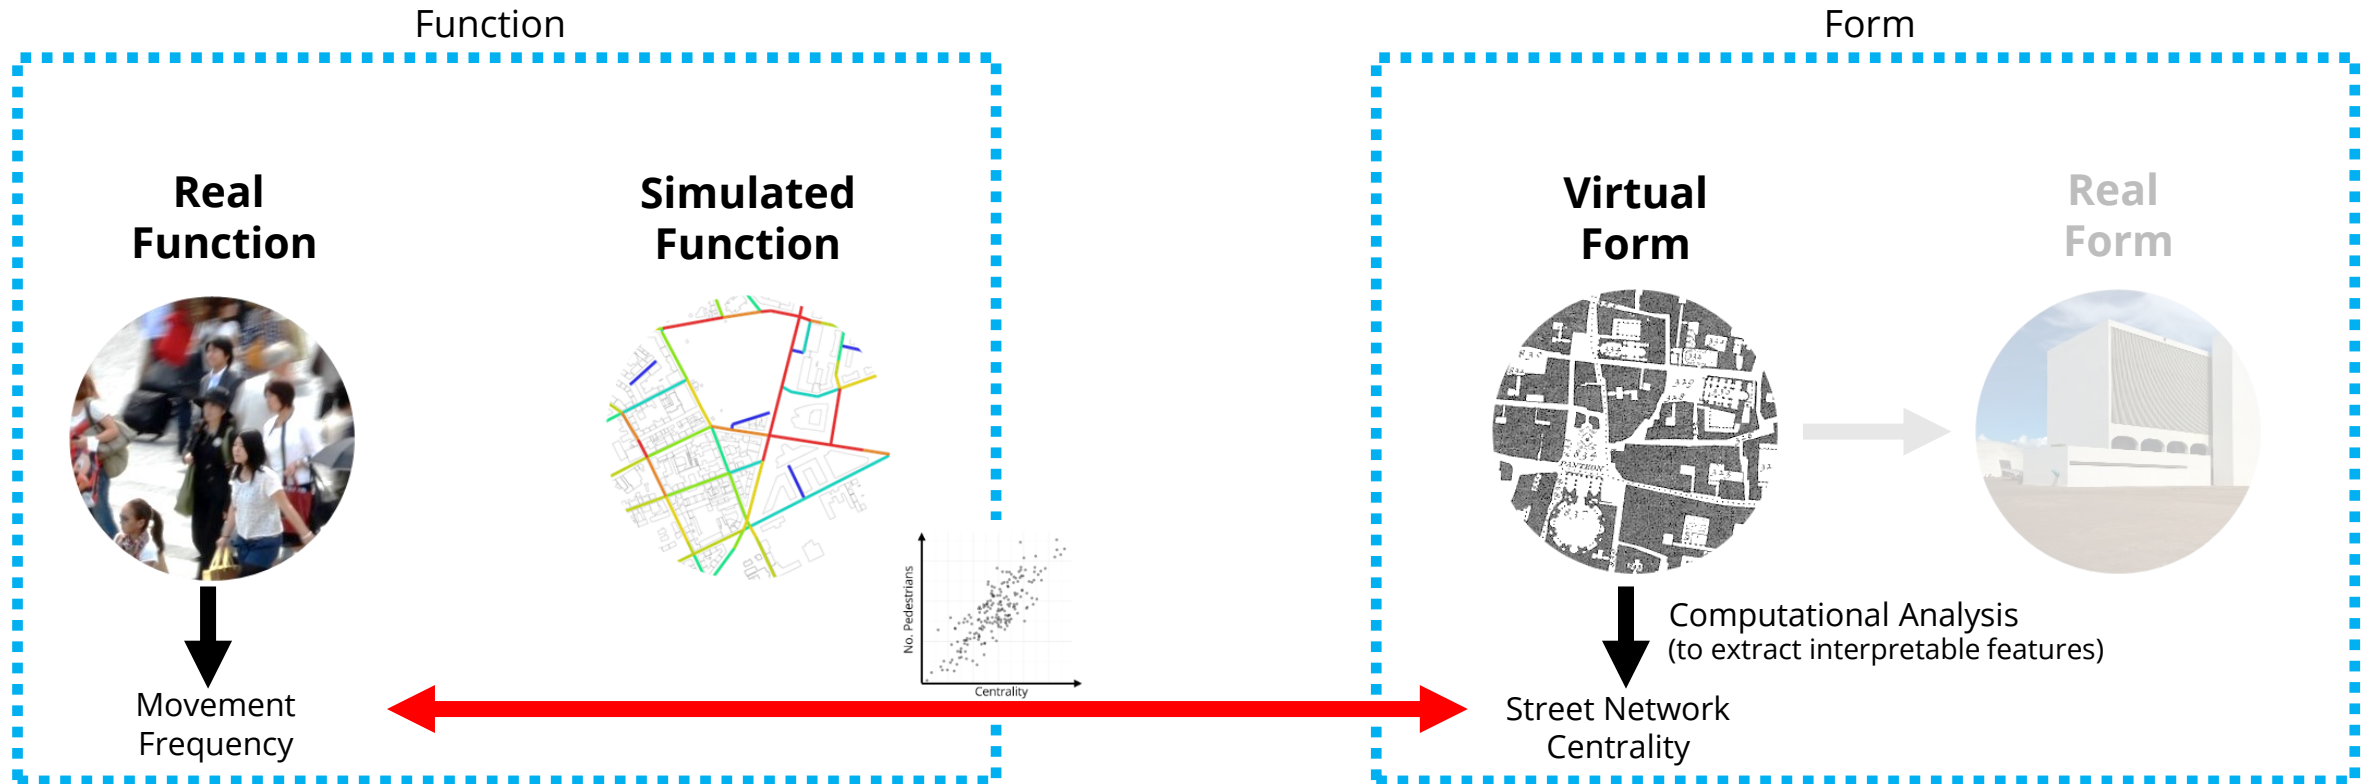 Function
Form
Real
Function
Simulated
Function
Virtual
Form
Real
Form
PANTEON
No. Pedestrians
Centrality
Computational Analysis
(to extract interpretable features)
Movement
Frequency
Street Network
Centrality